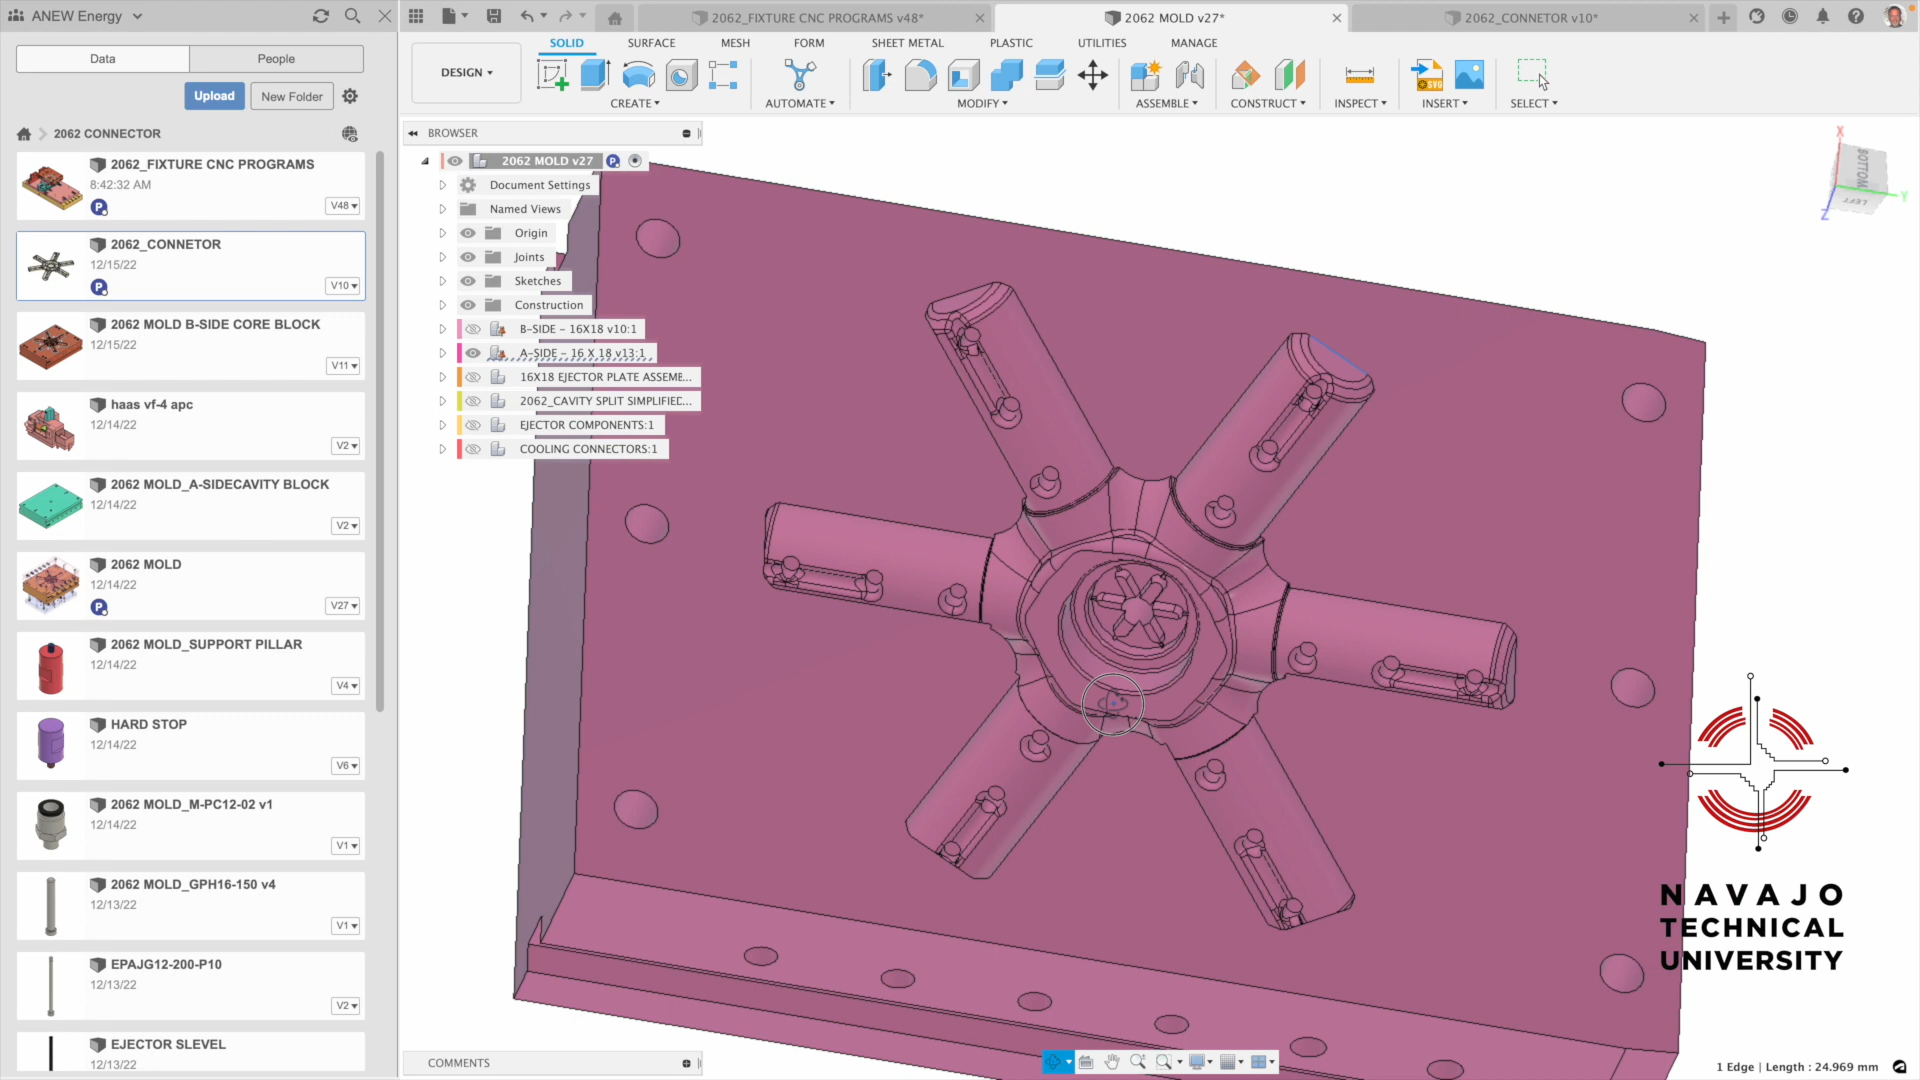 ANEW Energy
2062_FIXTURE CNC PROGRAMS v48*
2062 MOLD v27*
2062_CONNETOR v10*
Data
People
Upload
New Folder
2062 CONNECTOR
2062_FIXTURE CNC PROGRAMS
8:42:32 AM
P
V48
2062_CONNETOR
12/15/22
P
V10
2062 MOLD B-SIDE CORE BLOCK
12/15/22
V11
haas vf-4 apc
12/14/22
V2
2062 MOLD_A-SIDECAVITY BLOCK
12/14/22
V2
2062 MOLD
12/14/22
P
V27
2062 MOLD_SUPPORT PILLAR
12/14/22
V4
HARD STOP
12/14/22
V6
2062 MOLD_M-PC12-02 v1
12/14/22
V1
2062 MOLD_GPH16-150 v4
12/13/22
V1
EPAJG12-200-P10
12/13/22
V2
EJECTOR SLEVEL
12/13/22
DESIGN
SOLID
SURFACE
MESH
FORM
SHEET METAL
PLASTIC
UTILITIES
MANAGE
SVG
CREATE
AUTOMATE
MODIFY
ASSEMBLE
CONSTRUCT
INSPECT
INSERT
SELECT
BROWSER
2062 MOLD v27
P
Document Settings
Named Views
Origin
Joints
Sketches
Construction
B-SIDE - 16X18 v10:1
A-SIDE - 16 X 18 v13:1
16X18 EJECTOR PLATE ASSEME...
2062_CAVITY SPLIT SIMPLIFIED...
EJECTOR COMPONENTS:1
COOLING CONNECTORS:1
X
Y
Z
BOTTOM
LEFT
NAVAJO
TECHNICAL
UNIVERSITY
COMMENTS
1 Edge | Length : 24.969 mm